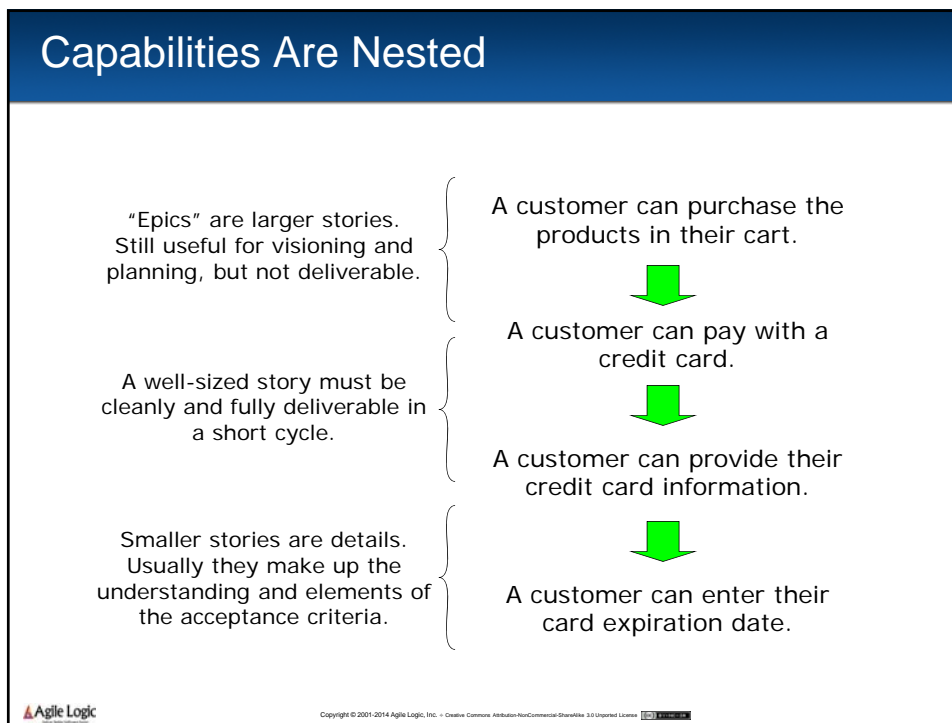 Capabilities Are Nested
“Epics” are larger stories.
Still useful for visioning and
planning, but not deliverable.
A customer can purchase the
products in their cart.
A well-sized story must be
cleanly and fully deliverable in
a short cycle.
A customer can pay with a
credit card.
A customer can provide their
credit card information.
Smaller stories are details.
Usually they make up the
understanding and elements of
the acceptance criteria.
A customer can enter their
card expiration date.
Agile Logic
Copyright © 2001-2014 Agile Logic, Inc. ÷ Creative Commons Attribution-NonCommercial-ShareAlike 3.0 Unported License